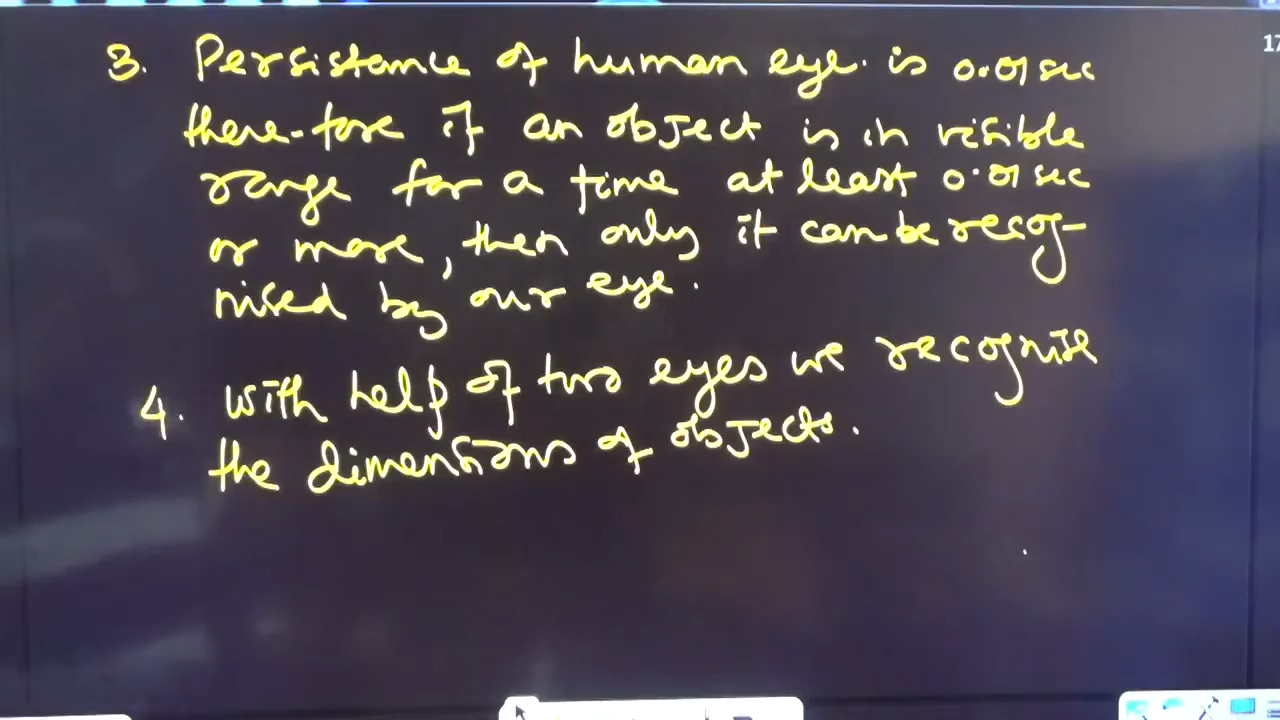 3. Persistance of human eye. is 0.01 sec
there-fore if an object is in visible
range for a time at least 0.01 sec
or more, then only it can be recog-
nised by our eye.
4. With help of two eyes we recognise
the dimensions of objects.